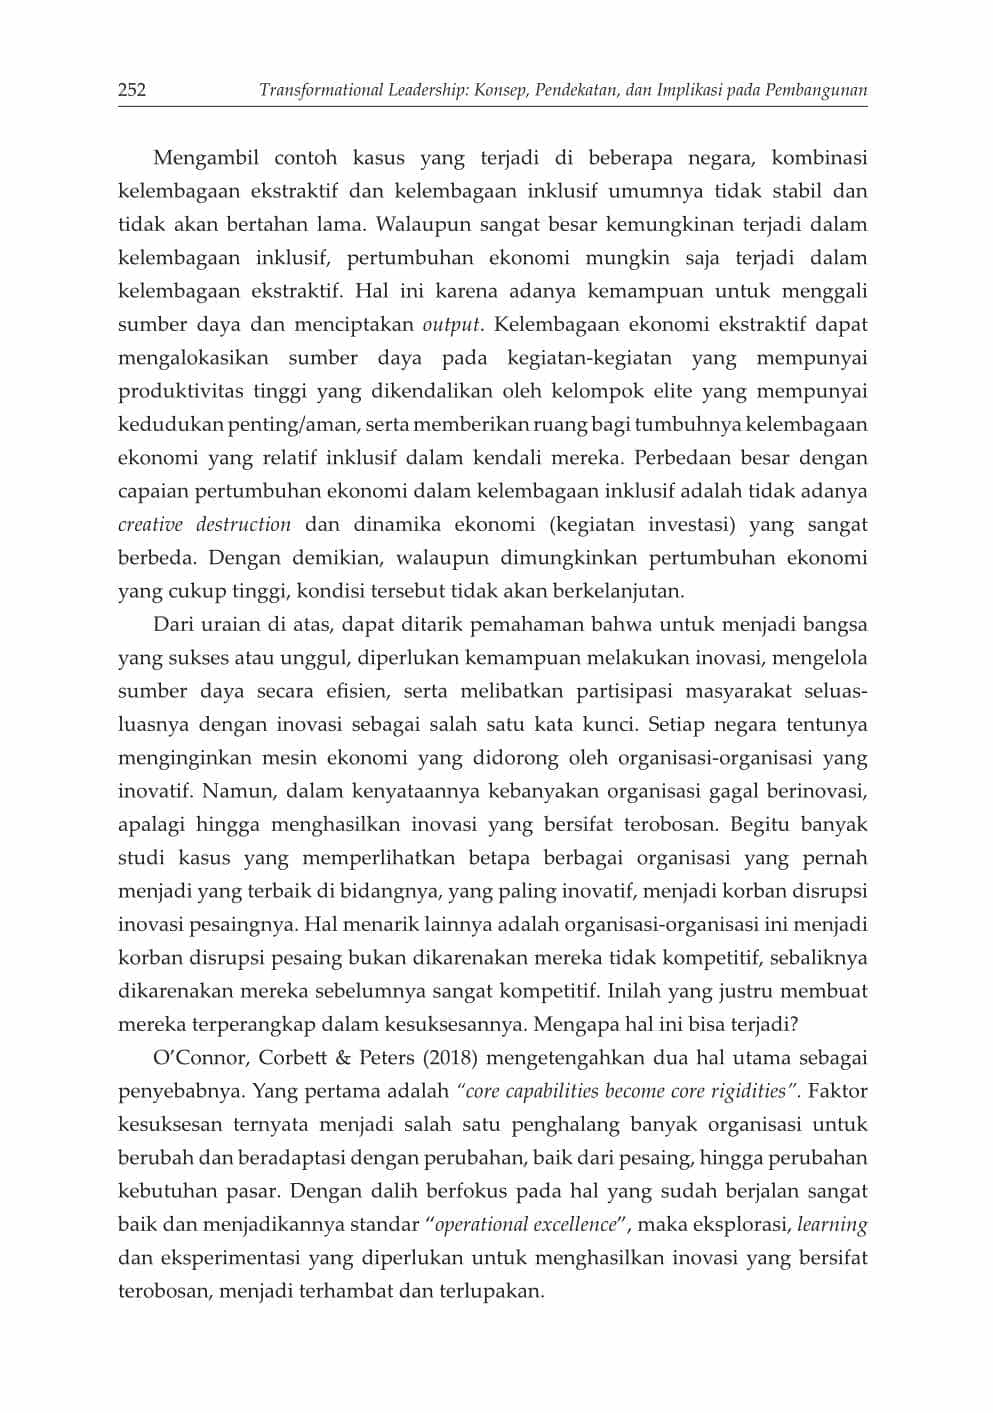 252 Transformational Leadership: Konsep, Pendekatan, dan Implikasi pada Pembangunan
Mengambil contoh kasus yang terjadi di beberapa negara, kombinasi
kelembagaan ekstraktif dan kelembagaan inklusif umumnya tidak stabil dan
tidak akan bertahan lama. Walaupun sangat besar kemungkinan terjadi dalam
kelembagaan inklusif, pertumbuhan ekonomi mungkin saja terjadi dalam
kelembagaan ekstraktif. Hal ini karena adanya kemampuan untuk menggali
sumber daya dan menciptakan output. Kelembagaan ekonomi ekstraktif dapat
mengalokasikan sumber daya pada kegiatan-kegiatan yang mempunyai
produktivitas tinggi yang dikendalikan oleh kelompok elite yang mempunyai
kedudukan penting/aman, serta memberikan ruang bagi tumbuhnya kelembagaan
ekonomi yang relatif inklusif dalam kendali mereka. Perbedaan besar dengan
capaian pertumbuhan ekonomi dalam kelembagaan inklusif adalah tidak adanya
creative destruction dan dinamika ekonomi (kegiatan investasi) yang sangat
berbeda. Dengan demikian, walaupun dimungkinkan pertumbuhan ekonomi
yang cukup tinggi, kondisi tersebut tidak akan berkelanjutan.
Dari uraian di atas, dapat ditarik pemahaman bahwa untuk menjadi bangsa
yang sukses atau unggul, diperlukan kemampuan melakukan inovasi, mengelola
sumber daya secara efisien, serta melibatkan partisipasi masyarakat seluas-
luasnya dengan inovasi sebagai salah satu kata kunci. Setiap negara tentunya
menginginkan mesin ekonomi yang didorong oleh organisasi-organisasi yang
inovatif. Namun, dalam kenyataannya kebanyakan organisasi gagal berinovasi,
apalagi hingga menghasilkan inovasi yang bersifat terobosan. Begitu banyak
studi kasus yang memperlihatkan betapa berbagai organisasi yang pernah
menjadi yang terbaik di bidangnya, yang paling inovatif, menjadi korban disrupsi
inovasi pesaingnya. Hal menarik lainnya adalah organisasi-organisasi ini menjadi
korban disrupsi pesaing bukan dikarenakan mereka tidak kompetitif, sebaliknya
dikarenakan mereka sebelumnya sangat kompetitif. Inilah yang justru membuat
mereka terperangkap dalam kesuksesannya. Mengapa hal ini bisa terjadi?
O’Connor, Corbett & Peters (2018) mengetengahkan dua hal utama sebagai
penyebabnya. Yang pertama adalah “core capabilities become core rigidities”. Faktor
kesuksesan ternyata menjadi salah satu penghalang banyak organisasi untuk
berubah dan beradaptasi dengan perubahan, baik dari pesaing, hingga perubahan
kebutuhan pasar. Dengan dalih berfokus pada hal yang sudah berjalan sangat
baik dan menjadikannya standar “operational excellence”, maka eksplorasi, learning
dan eksperimentasi yang diperlukan untuk menghasilkan inovasi yang bersifat
terobosan, menjadi terhambat dan terlupakan.